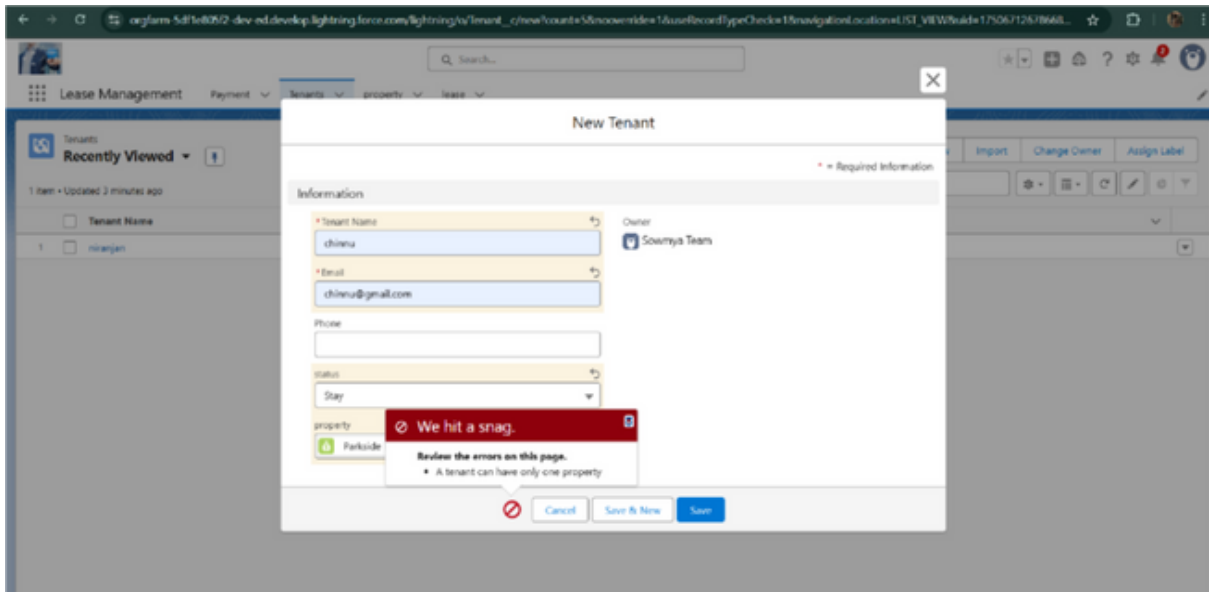 Search...
Lease Management Payment Tenants property lease
New Tenant
* = Required Information
Tenants
Recently Viewed
Import Change Owner Assign Label
1 item • Updated 3 minutes ago
Information
Tenant Name
1 niranjan
*Tenant Name
chinnu
Owner
Sowmya Team
*Email
chinnu@gmail.com
Phone
status
Stay
property
Parkside
We hit a snag.
Review the errors on this page.
• A tenant can have only one property
Cancel Save & New Save